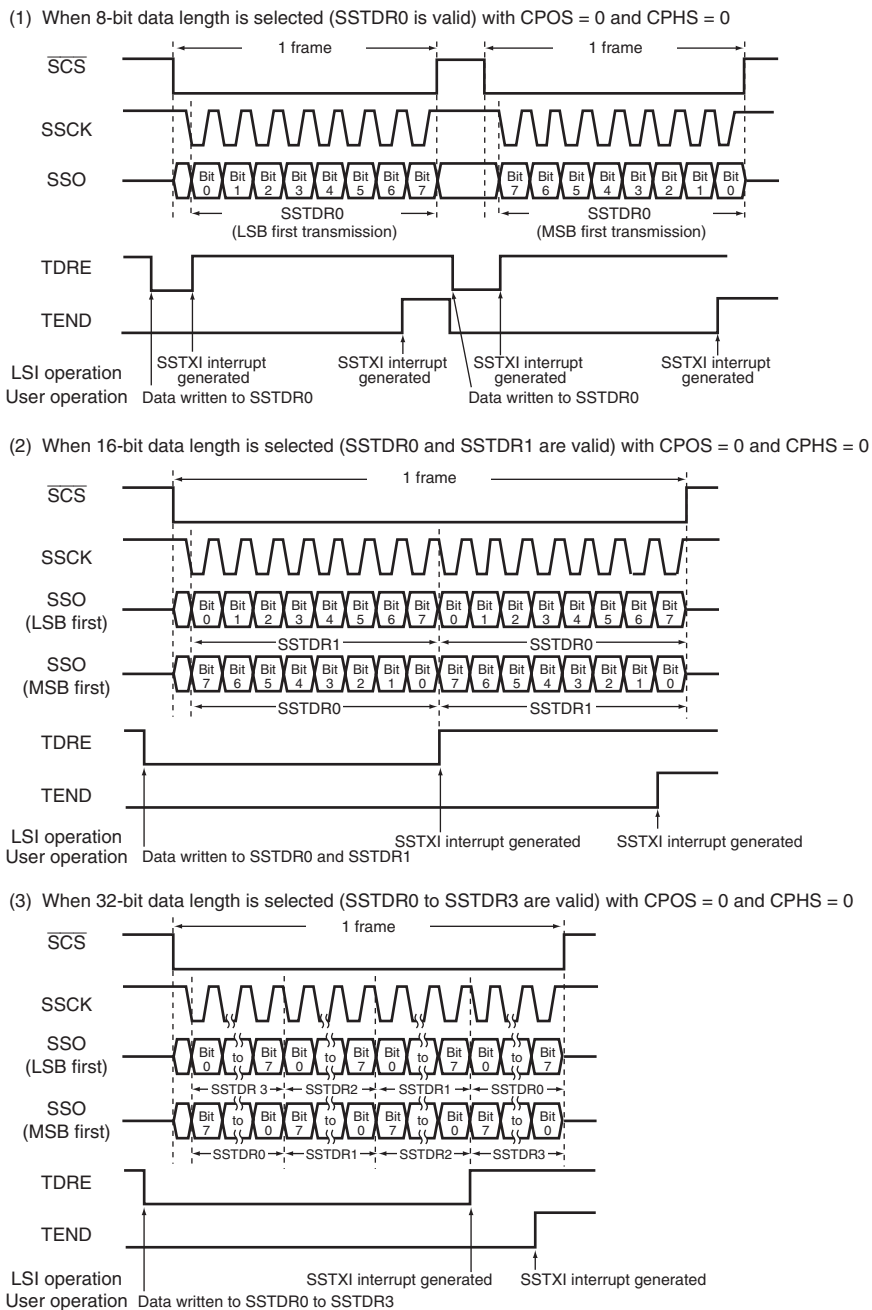 (1) When 8-bit data length is selected (SSTDR0 is valid) with CPOS = 0 and CPHS = 0
1 frame 1 frame
SCS
SSCK
SSO Bit 0 Bit 1 Bit 2 Bit 3 Bit 4 Bit 5 Bit 6 Bit 7 Bit 7 Bit 6 Bit 5 Bit 4 Bit 3 Bit 2 Bit 1 Bit 0
SSTDR0 SSTDR0
(LSB first transmission) (MSB first transmission)
TDRE
TEND
LSI operation SSTXI interrupt generated SSTXI interrupt generated SSTXI interrupt generated SSTXI interrupt generated
User operation Data written to SSTDR0 Data written to SSTDR0
(2) When 16-bit data length is selected (SSTDR0 and SSTDR1 are valid) with CPOS = 0 and CPHS = 0
1 frame
SCS
SSCK
SSO (LSB first) Bit 0 Bit 1 Bit 2 Bit 3 Bit 4 Bit 5 Bit 6 Bit 7 Bit 0 Bit 1 Bit 2 Bit 3 Bit 4 Bit 5 Bit 6 Bit 7
SSTDR1 SSTDR0
SSO (MSB first) Bit 7 Bit 6 Bit 5 Bit 4 Bit 3 Bit 2 Bit 1 Bit 0 Bit 7 Bit 6 Bit 5 Bit 4 Bit 3 Bit 2 Bit 1 Bit 0
SSTDR0 SSTDR1
TDRE
TEND
LSI operation SSTXI interrupt generated SSTXI interrupt generated
User operation Data written to SSTDR0 and SSTDR1
(3) When 32-bit data length is selected (SSTDR0 to SSTDR3 are valid) with CPOS = 0 and CPHS = 0
1 frame
SCS
SSCK
SSO (LSB first) Bit 0 to Bit 7 Bit 0 to Bit 7 Bit 0 to Bit 7 Bit 0 to Bit 7
SSTDR 3 SSTDR2 SSTDR1 SSTDR0
SSO (MSB first) Bit 7 to Bit 0 Bit 7 to Bit 0 Bit 7 to Bit 0 Bit 7 to Bit 0
SSTDR0 SSTDR1 SSTDR2 SSTDR3
TDRE
TEND
LSI operation SSTXI interrupt generated SSTXI interrupt generated
User operation Data written to SSTDR0 to SSTDR3